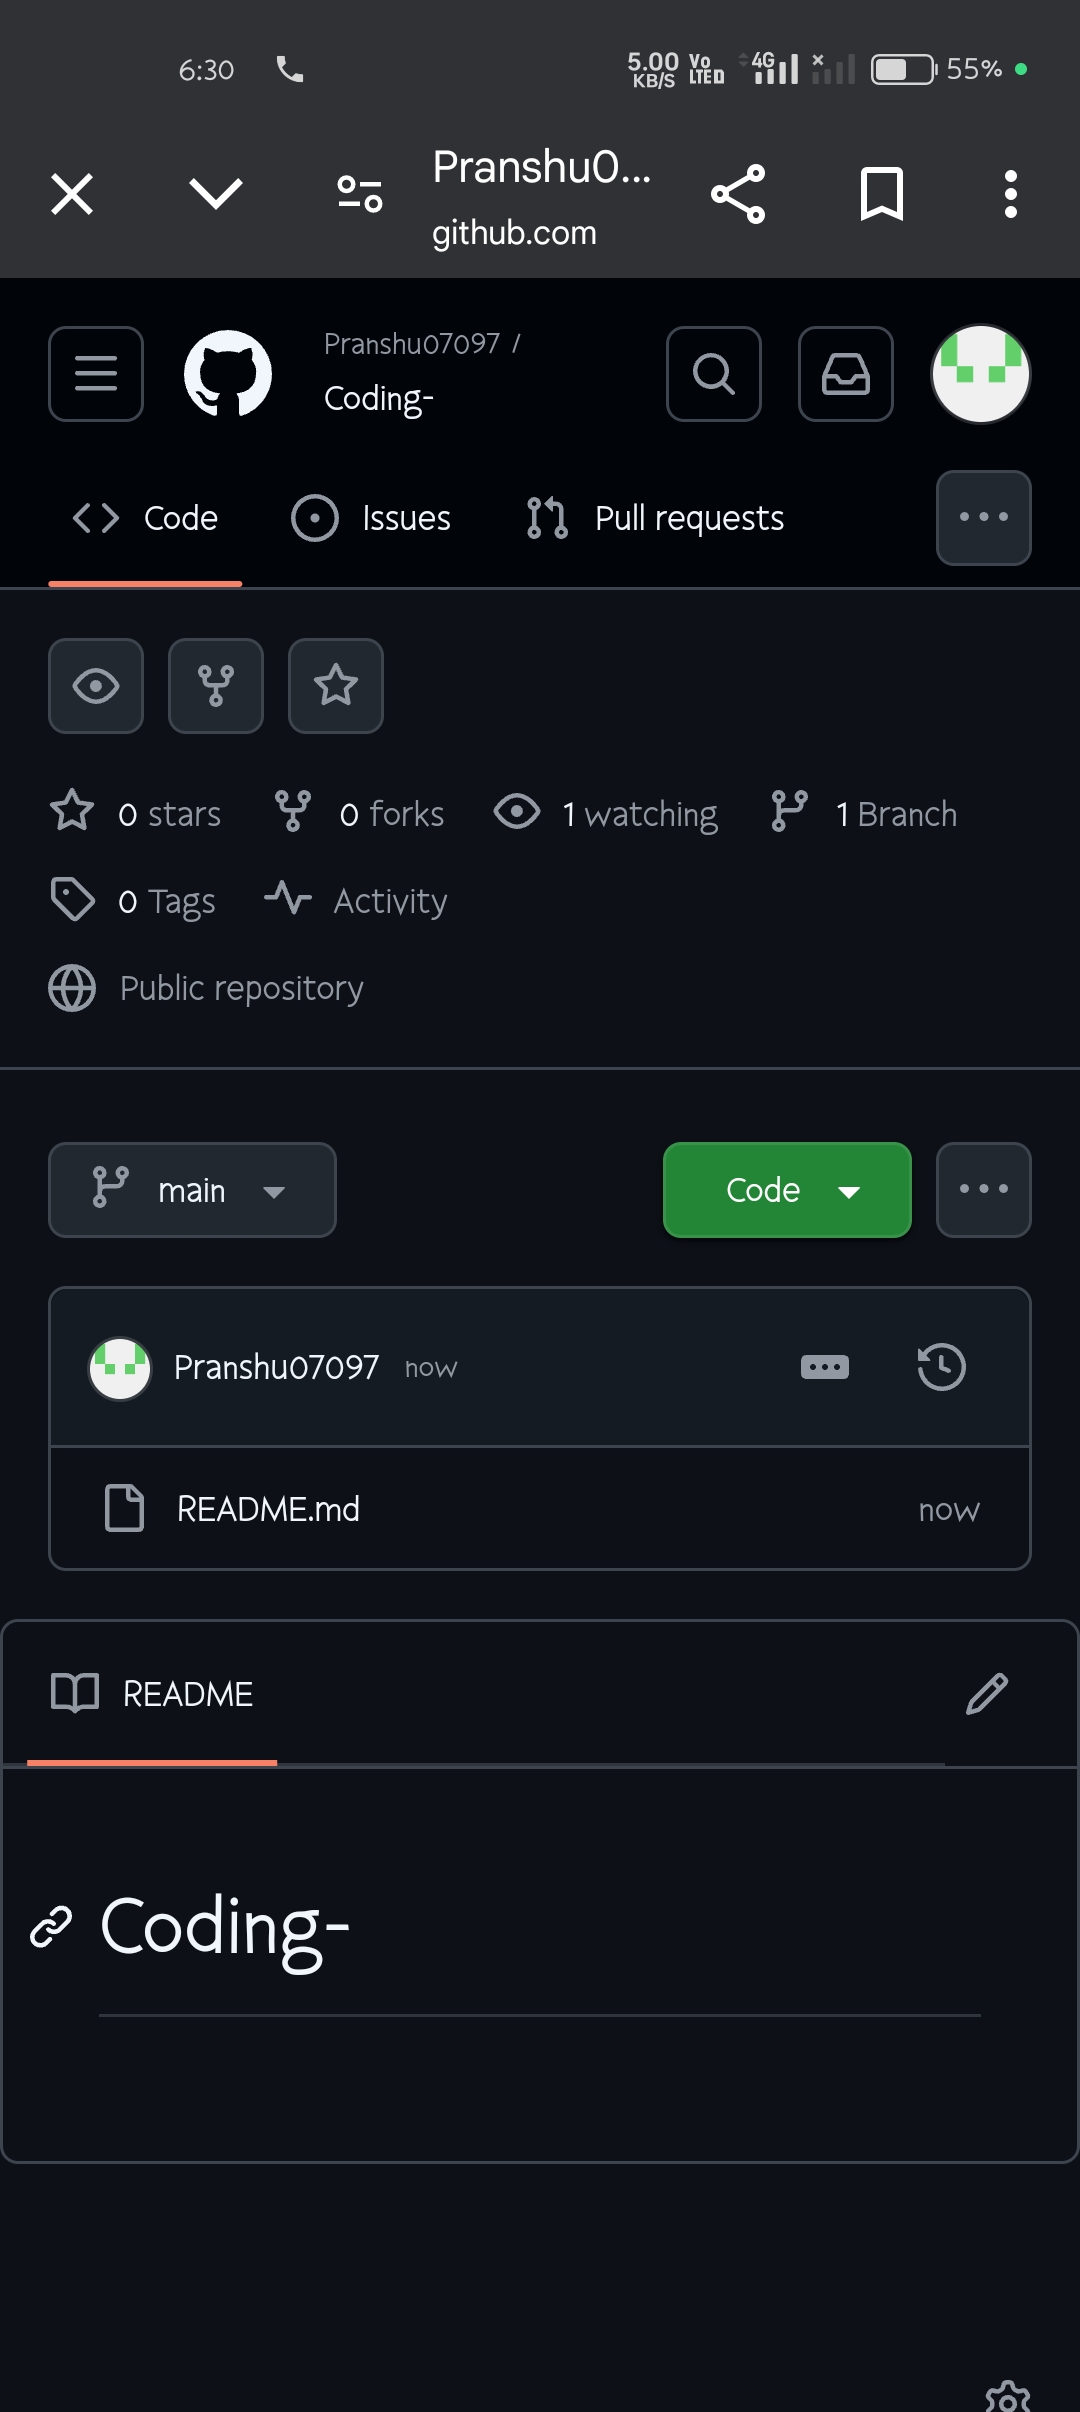 6:30
5.00 KB/S Vo LTE D 4G 55%
Pranshu0...
github.com
Pranshu07097 /
Coding-
Code Issues Pull requests
0 stars 0 forks 1 watching 1 Branch
0 Tags Activity
Public repository
main Code
Pranshu07097 now
README.md now
README
Coding-